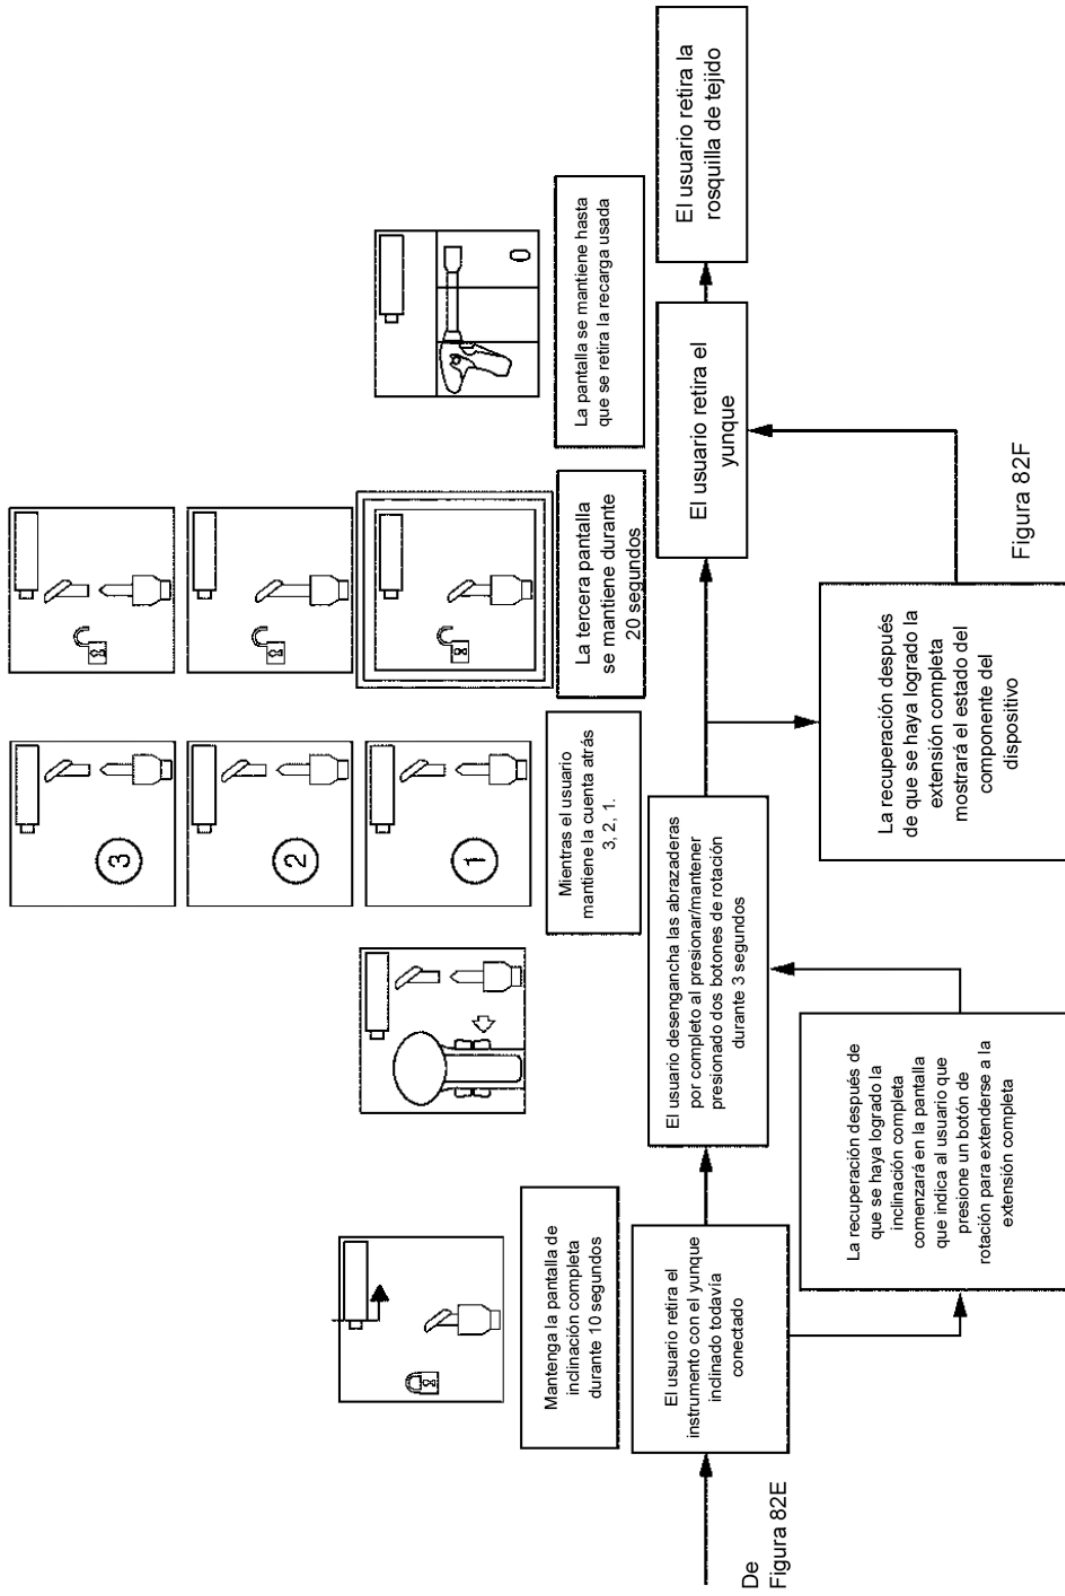 De
Figura 82E
Mantenga la pantalla de
inclinación completa
durante 10 segundos
El usuario retira el
instrumento con el yunque
inclinado todavía
conectado
La recuperación después de
que se haya logrado la
inclinación completa
comenzará en la pantalla
que indica al usuario que
presione un botón de
rotación para extenderse a la
extensión completa
El usuario desengancha las abrazaderas
por completo al presionar/mantener
presionado dos botones de rotación
durante 3 segundos
3
2
1
Mientras el usuario
mantiene la cuenta atrás
3, 2, 1.
La tercera pantalla
se mantiene durante
20 segundos
La recuperación después
de que se haya logrado la
extensión completa
mostrará el estado del
componente del
dispositivo
0
La pantalla se mantiene hasta
que se retira la recarga usada
El usuario retira el
yunque
El usuario retira la
rosquilla de tejido
Figura 82F